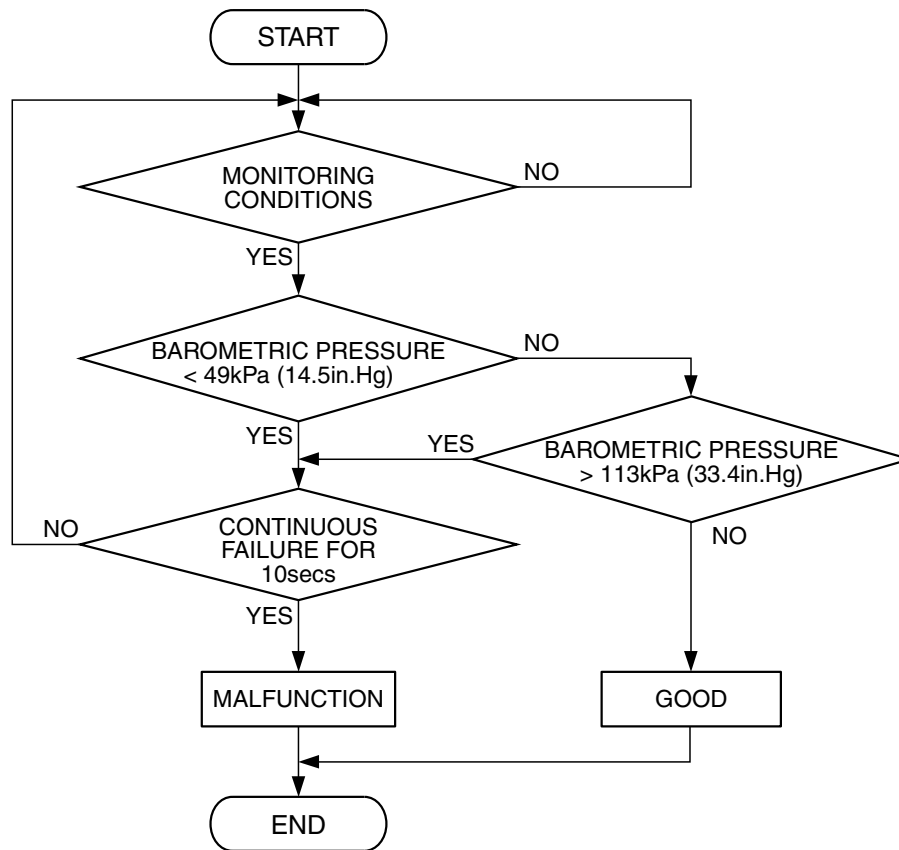 START
MONITORING
CONDITIONS
NO
YES
BAROMETRIC PRESSURE
< 49kPa (14.5in.Hg)
NO
YES
YES
BAROMETRIC PRESSURE
> 113kPa (33.4in.Hg)
NO
CONTINUOUS
FAILURE FOR
10secs
NO
YES
MALFUNCTION
GOOD
END